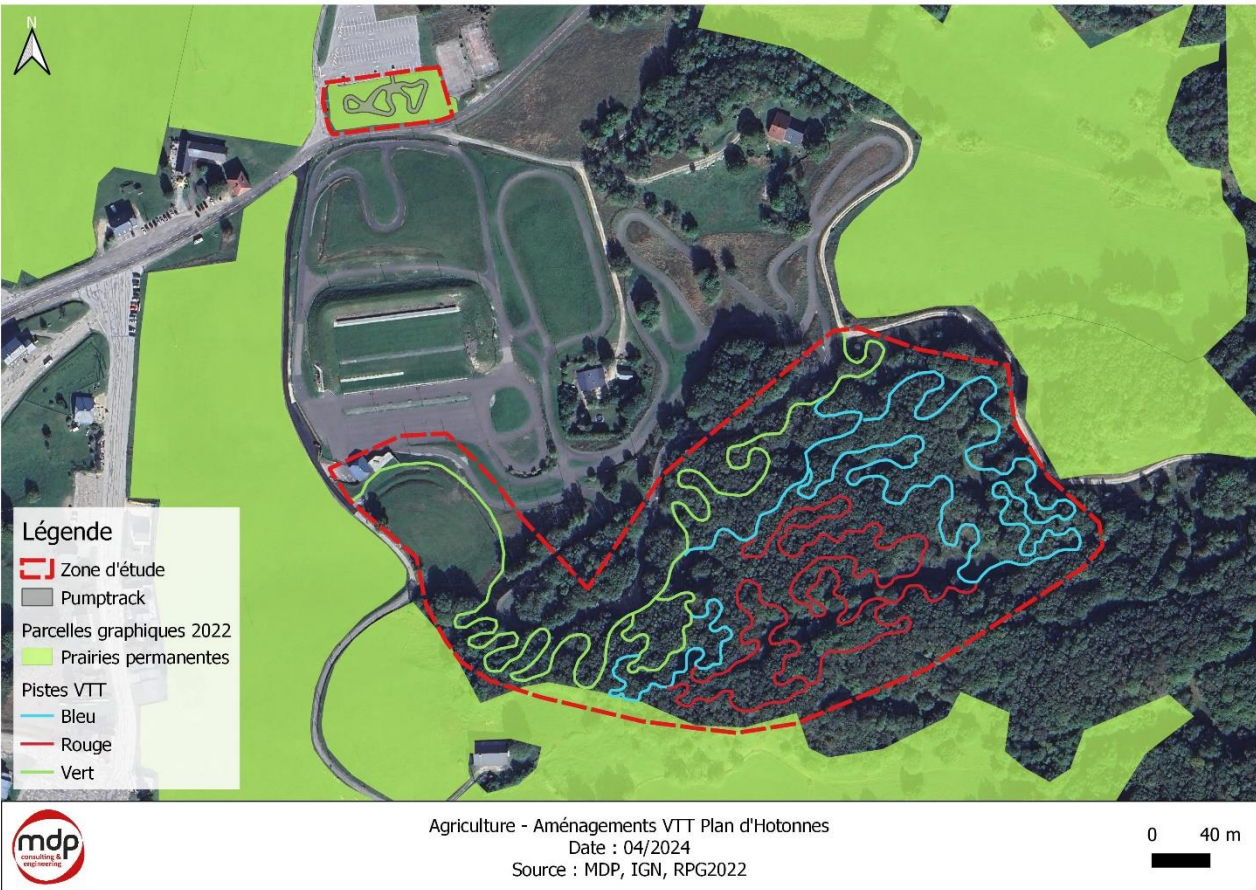 N
Légende
Zone d'étude
Pumptrack
Parcelles graphiques 2022
Prairies permanentes
Pistes VTT
Bleu
Rouge
Vert
mdp
consulting &
engineering
Agriculture - Aménagements VTT Plan d'Hotonnes
Date : 04/2024
Source : MDP, IGN, RPG2022
0 40 m